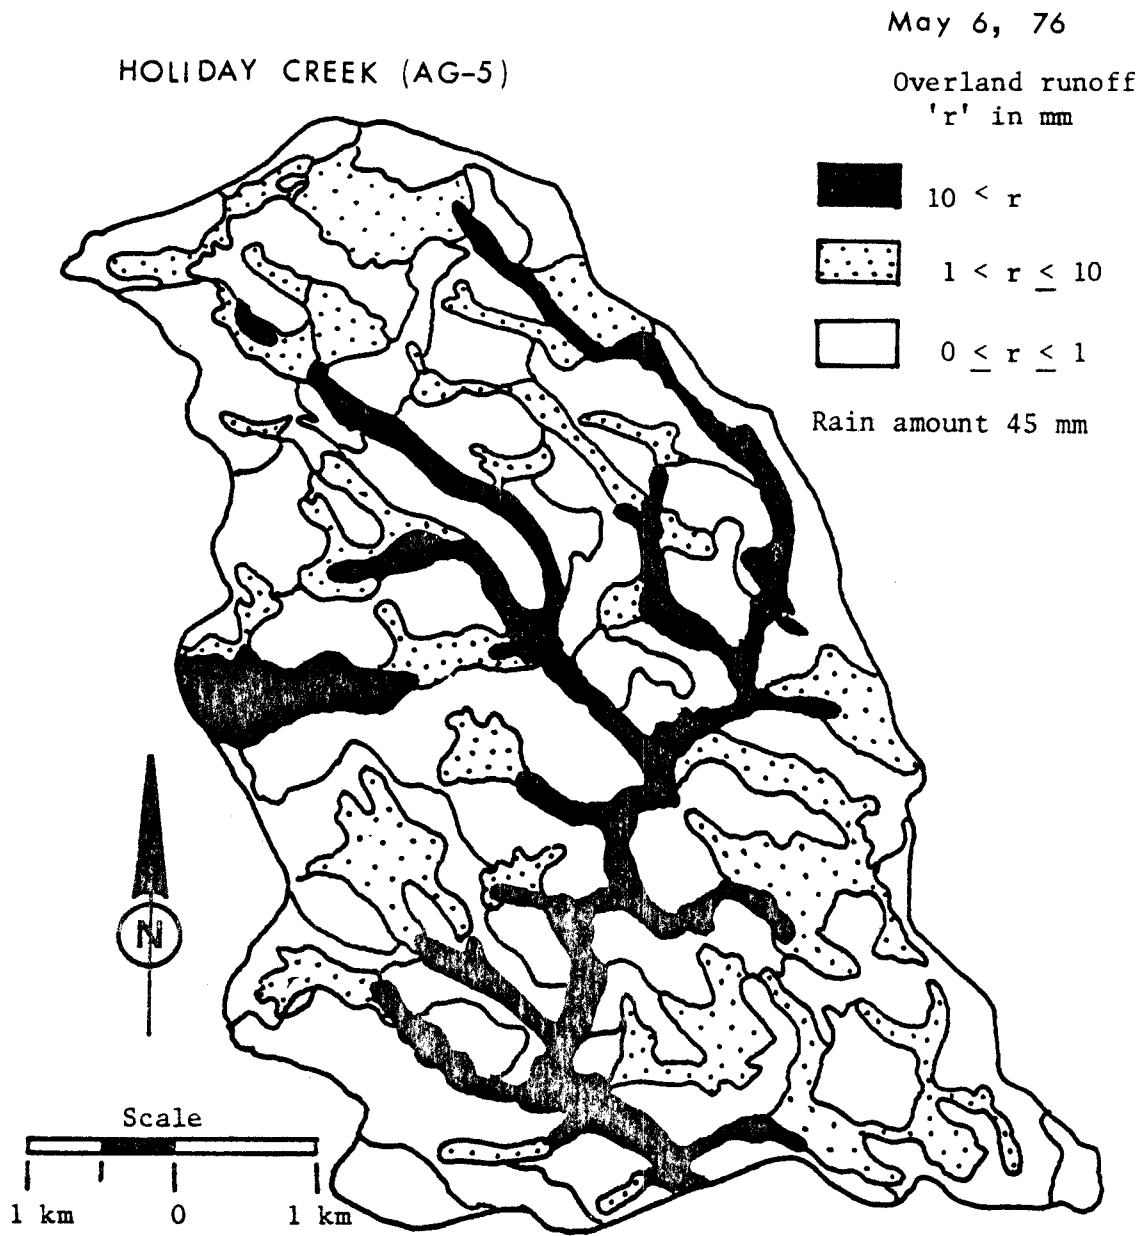 May 6, 76
HOLIDAY CREEK (AG-5)
Overland runoff
'r' in mm
10 < r
1 < r ≤ 10
0 ≤ r ≤ 1
Rain amount 45 mm
N
Scale
1 km 0 1 km